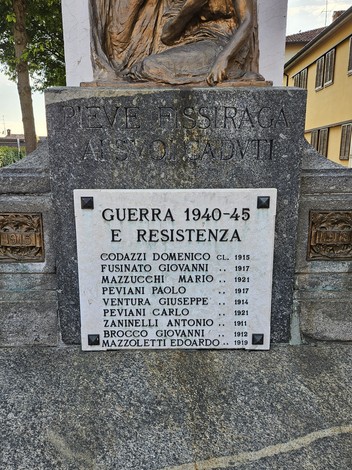 PIEVE FISSIRAGA
AI SUOI CADUTI
GUERRA 1940-45
E RESISTENZA
CODAZZI DOMENICO CL. 1915
FUSINATO GIOVANNI .. 1917
MAZZUCCHI MARIO .. 1921
PEVIANI PAOLO .. 1917
VENTURA GIUSEPPE .. 1914
PEVIANI CARLO .. 1921
ZANINELLI ANTONIO .. 1911
BROCCO GIOVANNI .. 1912
MAZZOLETTI EDOARDO .. 1919
1915